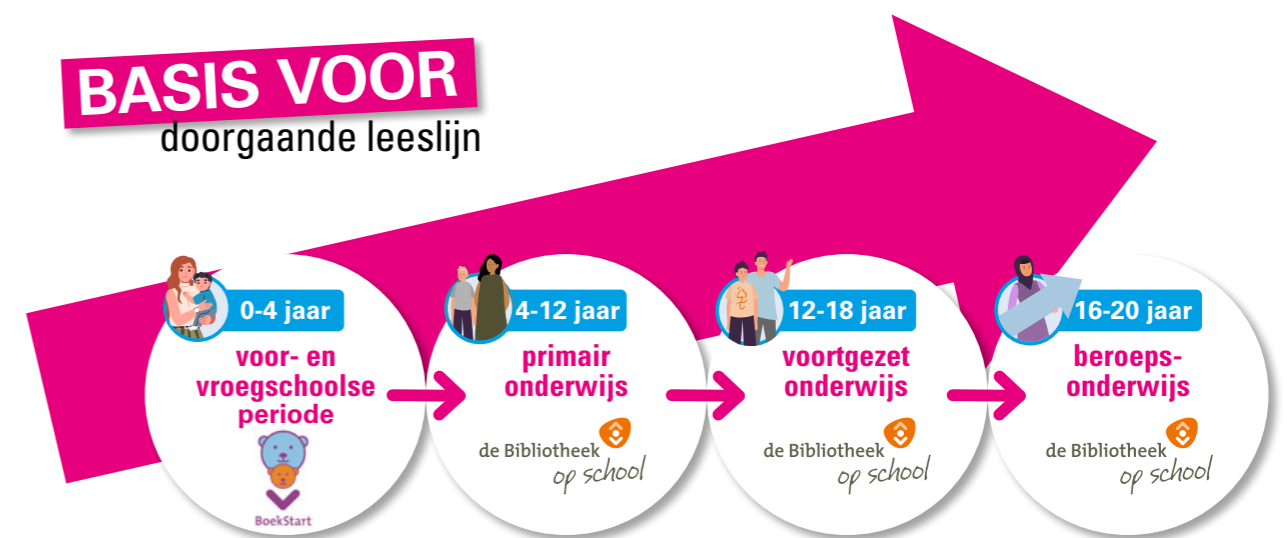 BASIS VOOR
doorgaande leeslijn
0-4 jaar
voor- en
vroegschoolse
periode
BoekStart
4-12 jaar
primair
onderwijs
de Bibliotheek
op school
12-18 jaar
voortgezet
onderwijs
de Bibliotheek
op school
16-20 jaar
beroeps-
onderwijs
de Bibliotheek
op school